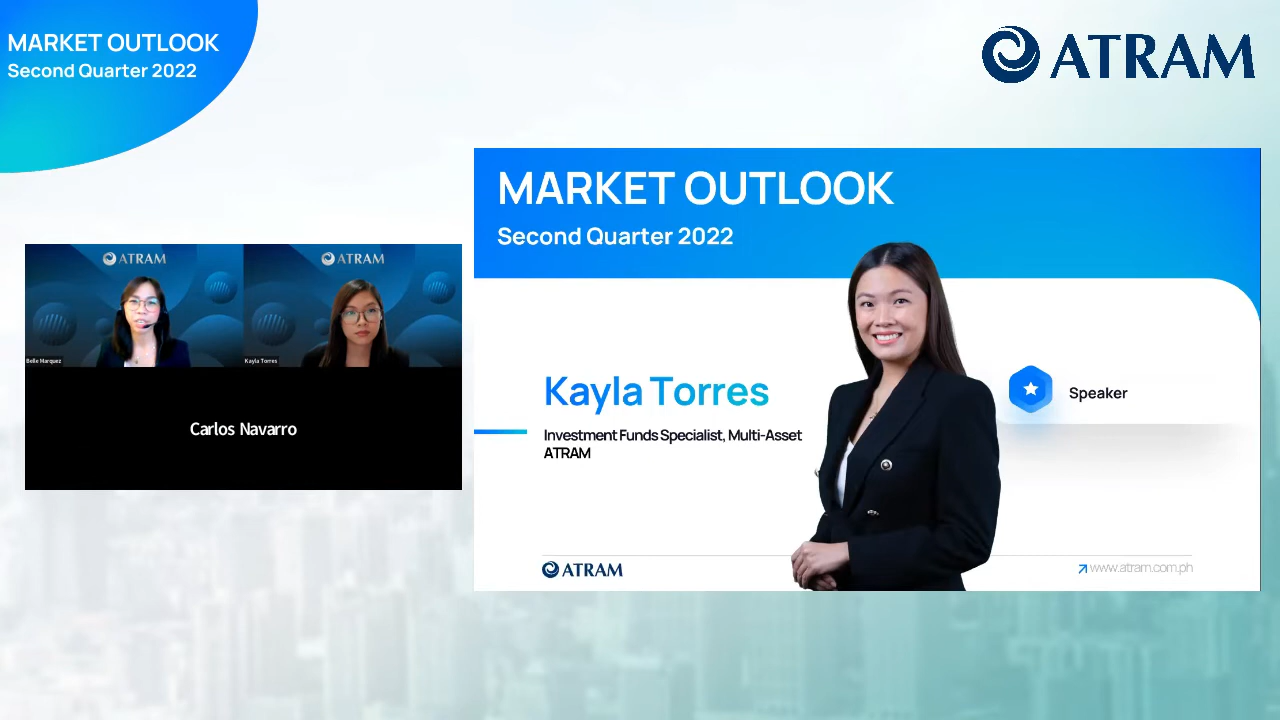 MARKET OUTLOOK
Second Quarter 2022
ATRAM
MARKET OUTLOOK
Second Quarter 2022
ATRAM
ATRAM
Belle Marquez
Kayla Torres
Carlos Navarro
Kayla Torres
Investment Funds Specialist, Multi-Asset
ATRAM
Speaker
ATRAM
www.atram.com.ph